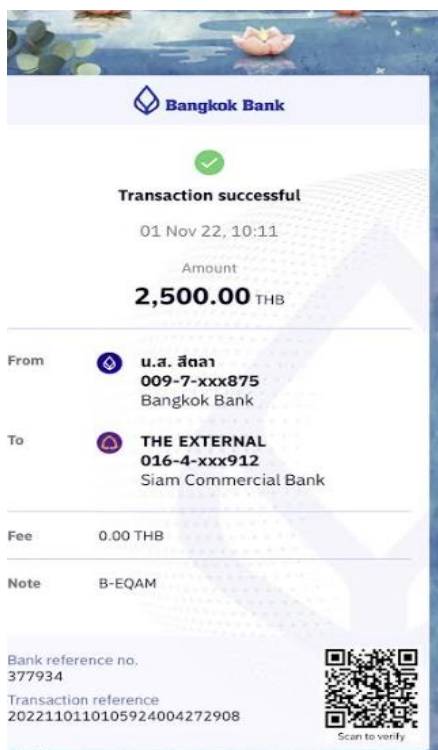 Bangkok Bank
Transaction successful
01 Nov 22, 10:11
Amount
2,500.00 THB
From
น.ส. สีตลา
009-7-xxx875
Bangkok Bank
To
THE EXTERNAL
016-4-xxx912
Siam Commercial Bank
Fee 0.00 THB
Note B-EQAM
Bank reference no.
377934
Transaction reference
2022110110105924004272908
Scan to verify